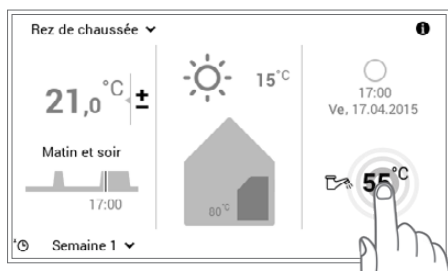 Rez de chaussée
21,0°C ±
Matin et soir
17:00
Semaine 1
15°C
80°C
17:00
Ve, 17.04.2015
55°C